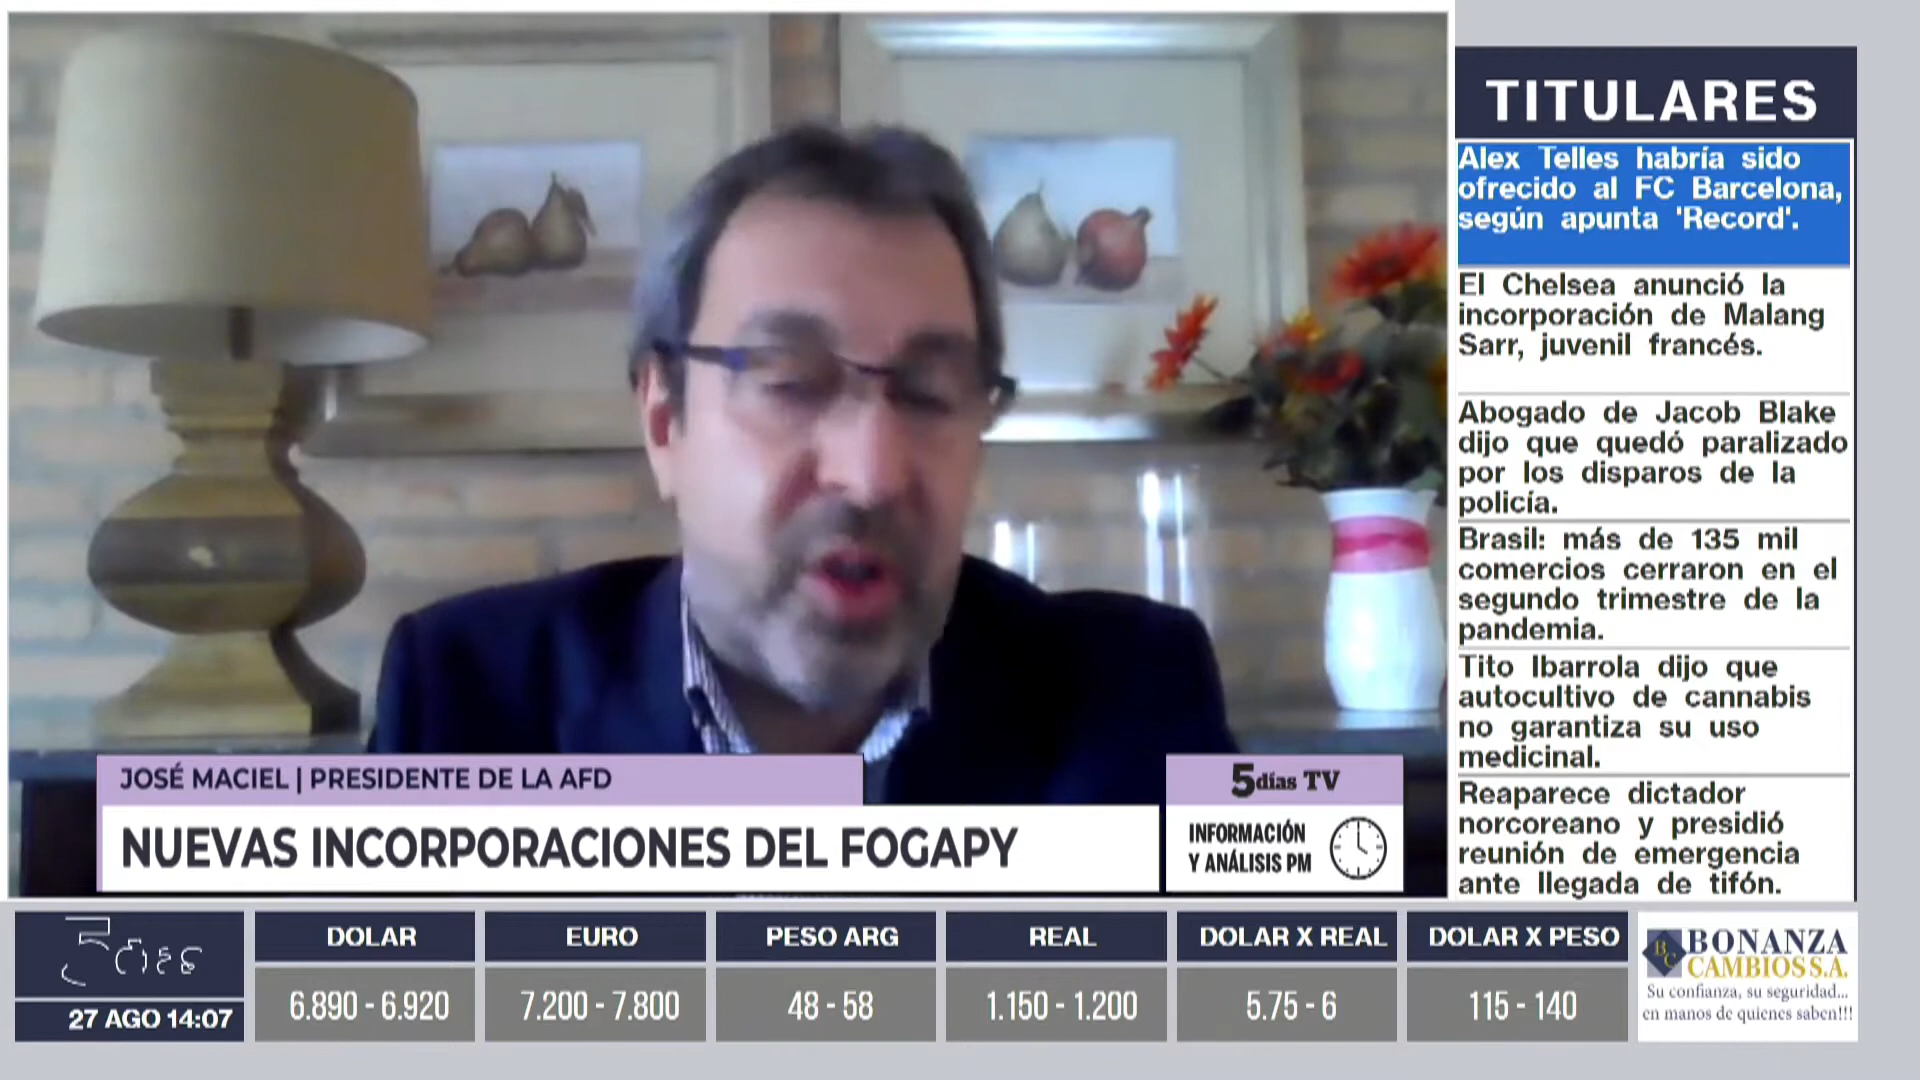 TITULARES
Alex Telles habría sido
ofrecido al FC Barcelona,
según apunta 'Record'.
El Chelsea anunció la
incorporación de Malang
Sarr, juvenil francés.
Abogado de Jacob Blake
dijo que quedó paralizado
por los disparos de la
policía.
Brasil: más de 135 mil
comercios cerraron en el
segundo trimestre de la
pandemia.
Tito Ibarrola dijo que
autocultivo de cannabis
no garantiza su uso
medicinal.
Reaparece dictador
norcoreano y presidió
reunión de emergencia
ante llegada de tifón.
JOSÉ MACIEL | PRESIDENTE DE LA AFD
NUEVAS INCORPORACIONES DEL FOGAPY
5días TV
INFORMACIÓN
Y ANÁLISIS PM
27 AGO 14:07
DOLAR
6.890 - 6.920
EURO
7.200 - 7.800
PESO ARG
48 - 58
REAL
1.150 - 1.200
DOLAR X REAL
5.75 - 6
DOLAR X PESO
115 - 140
BC
BONANZA
CAMBIOS S.A.
Su confianza, su seguridad...
en manos de quienes saben!!!